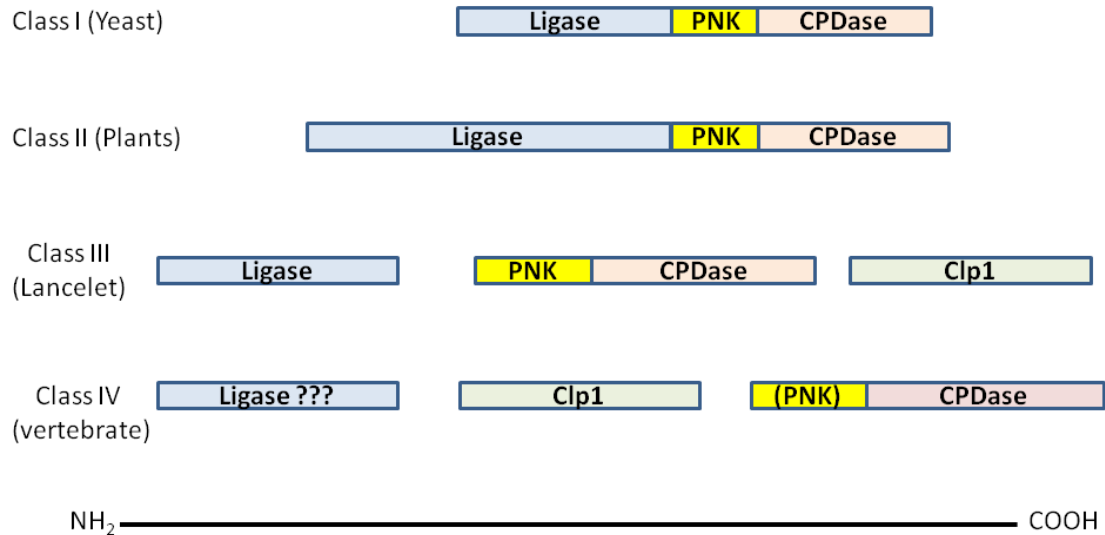 Class I (Yeast) Ligase PNK CPDase
Class II (Plants) Ligase PNK CPDase
Class III
(Lancelet) Ligase PNK CPDase Clp1
Class IV
(vertebrate) Ligase ??? Clp1 (PNK) CPDase
NH₂ COOH